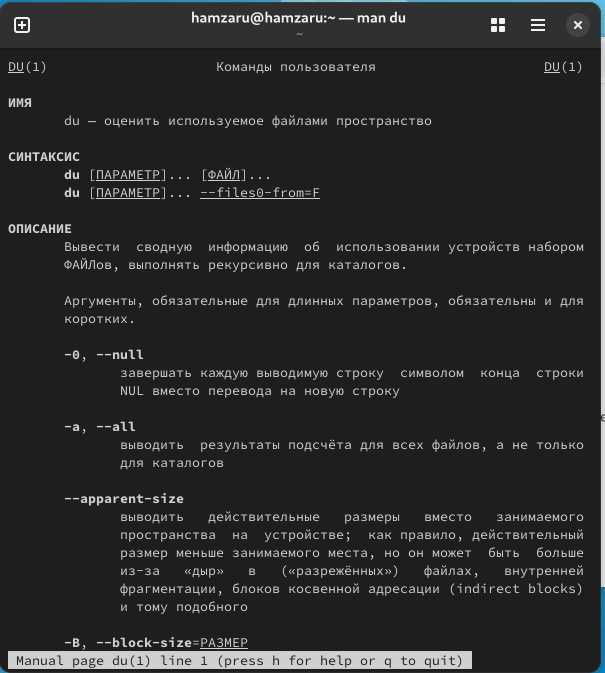 hamzaru@hamzaru:~ — man du
~
DU(1) Команды пользователя DU(1)
ИМЯ
du — оценить используемое файлами пространство
СИНТАКСИС
du [ПАРАМЕТР]... [ФАЙЛ]...
du [ПАРАМЕТР]... --files0-from=F
ОПИСАНИЕ
Вывести сводную информацию об использовании устройств набором
ФАЙЛов, выполнять рекурсивно для каталогов.
Аргументы, обязательные для длинных параметров, обязательны и для
коротких.
-0, --null
завершать каждую выводимую строку символом конца строки
NUL вместо перевода на новую строку
-a, --all
выводить результаты подсчёта для всех файлов, а не только
для каталогов
--apparent-size
выводить действительные размеры вместо занимаемого
пространства на устройстве; как правило, действительный
размер меньше занимаемого места, но он может быть больше
из-за «дыр» в («разрежённых») файлах, внутренней
фрагментации, блоков косвенной адресации (indirect blocks)
и тому подобного
-B, --block-size=РАЗМЕР
Manual page du(1) line 1 (press h for help or q to quit)